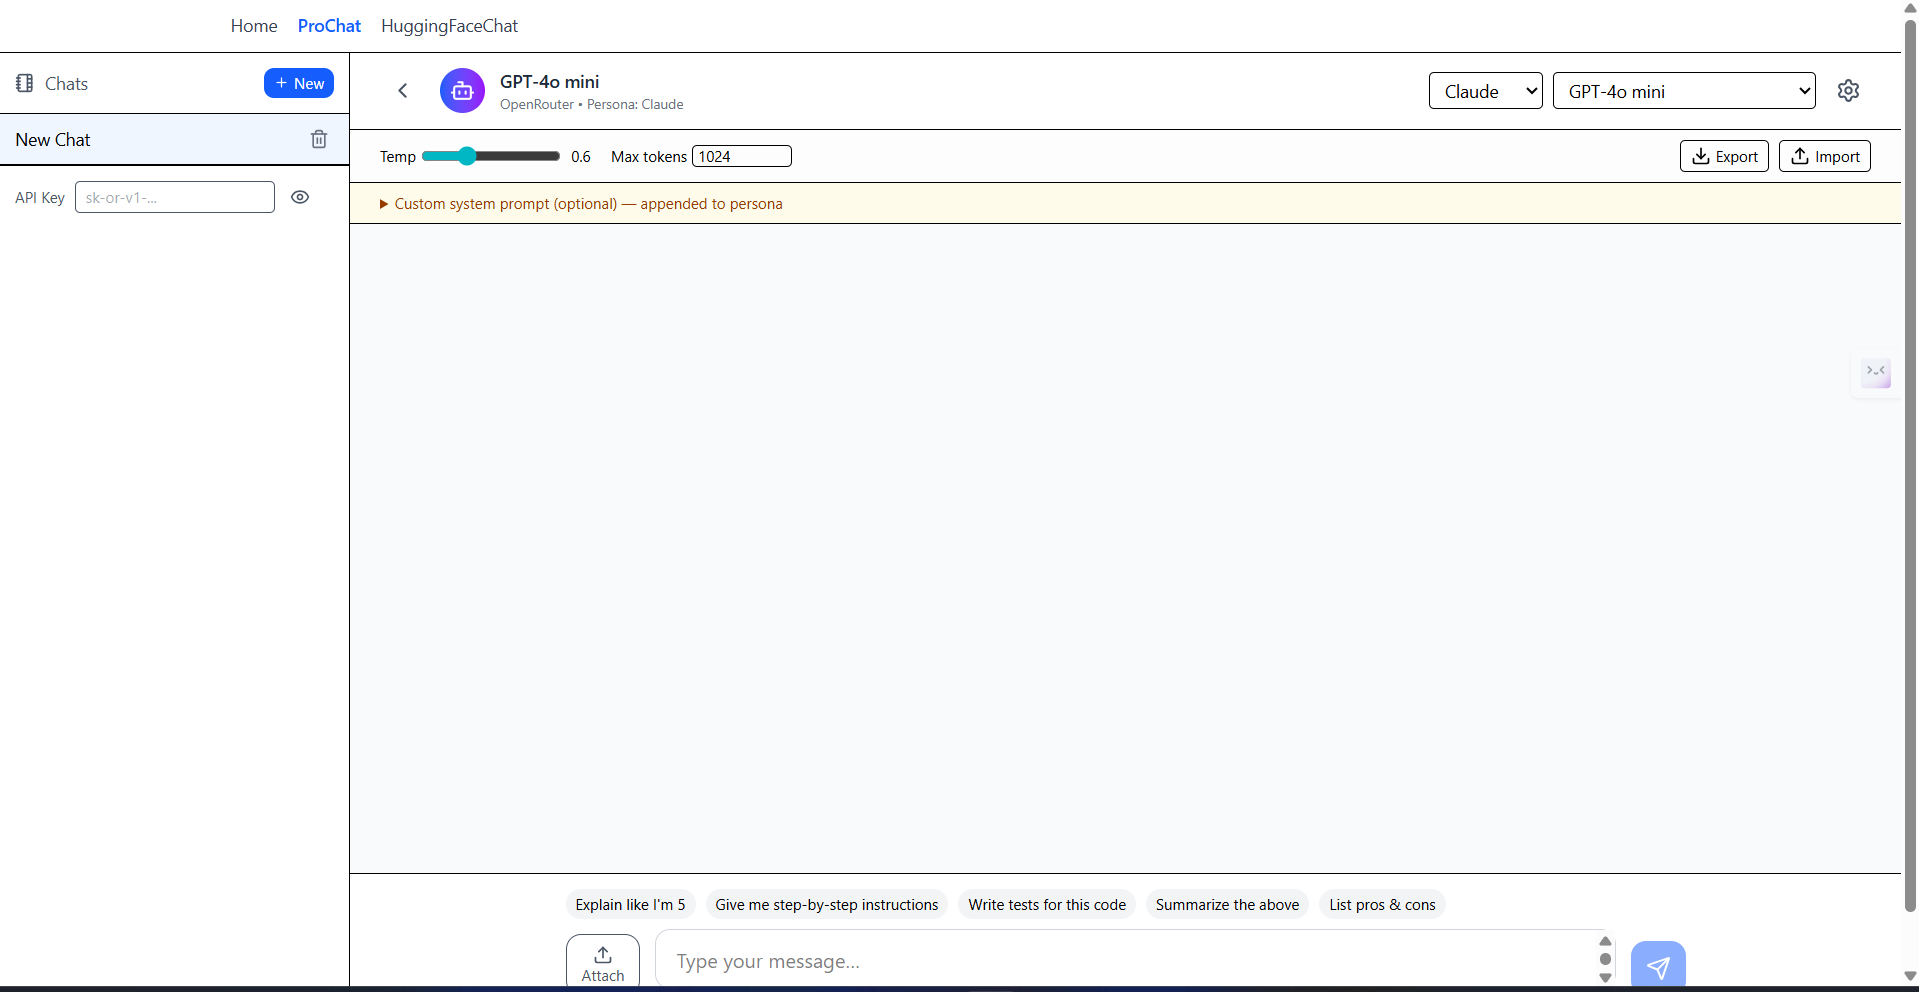 Home ProChat HuggingFaceChat
Chats
+ New
New Chat
API Key sk-or-v1-...
GPT-4o mini
OpenRouter • Persona: Claude
Claude
GPT-4o mini
Temp 0.6 Max tokens 1024
Export
Import
Custom system prompt (optional) — appended to persona
Explain like I'm 5
Give me step-by-step instructions
Write tests for this code
Summarize the above
List pros & cons
Attach
Type your message...